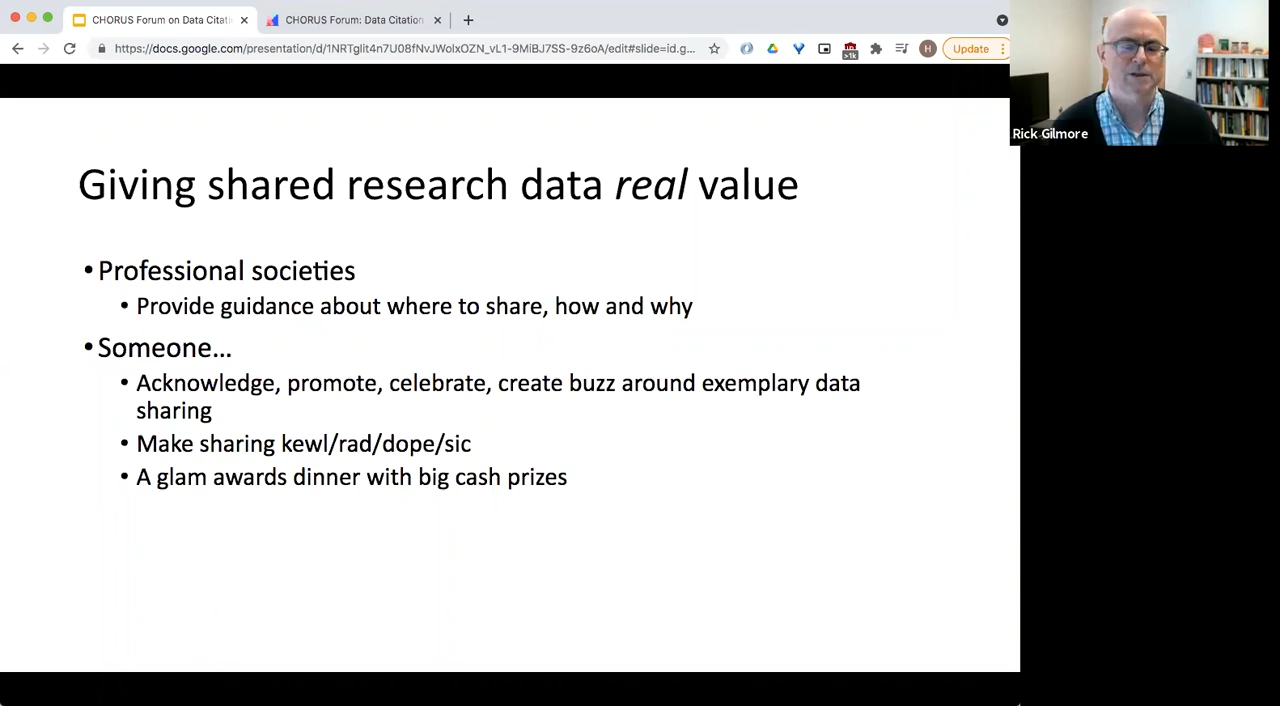 CHORUS Forum on Data Citati
CHORUS Forum: Data Citation
https://docs.google.com/presentation/d/1NRTglit4n7U08fNvJWolxOZN_vL1-9MiBJ7SS-9z6oA/edit#slide=id.g...
>1k
H
Update
Rick Gilmore
Giving shared research data real value
• Professional societies
• Provide guidance about where to share, how and why
• Someone...
• Acknowledge, promote, celebrate, create buzz around exemplary data
sharing
• Make sharing kewl/rad/dope/sic
• A glam awards dinner with big cash prizes